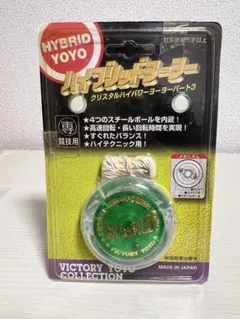 HYBRID
YOYO
ハイブリッドヨーヨー
クリスタルハイパワーヨーヨーパート3
専
競技用
★4つのスチールボールを内蔵！
★高速回転・長い回転時間を実現！
★すぐれたバランス！
★ハイテクニック用！
VICTORY YOYO
VICTORY YOYO
COLLECTION
MADE IN JAPAN